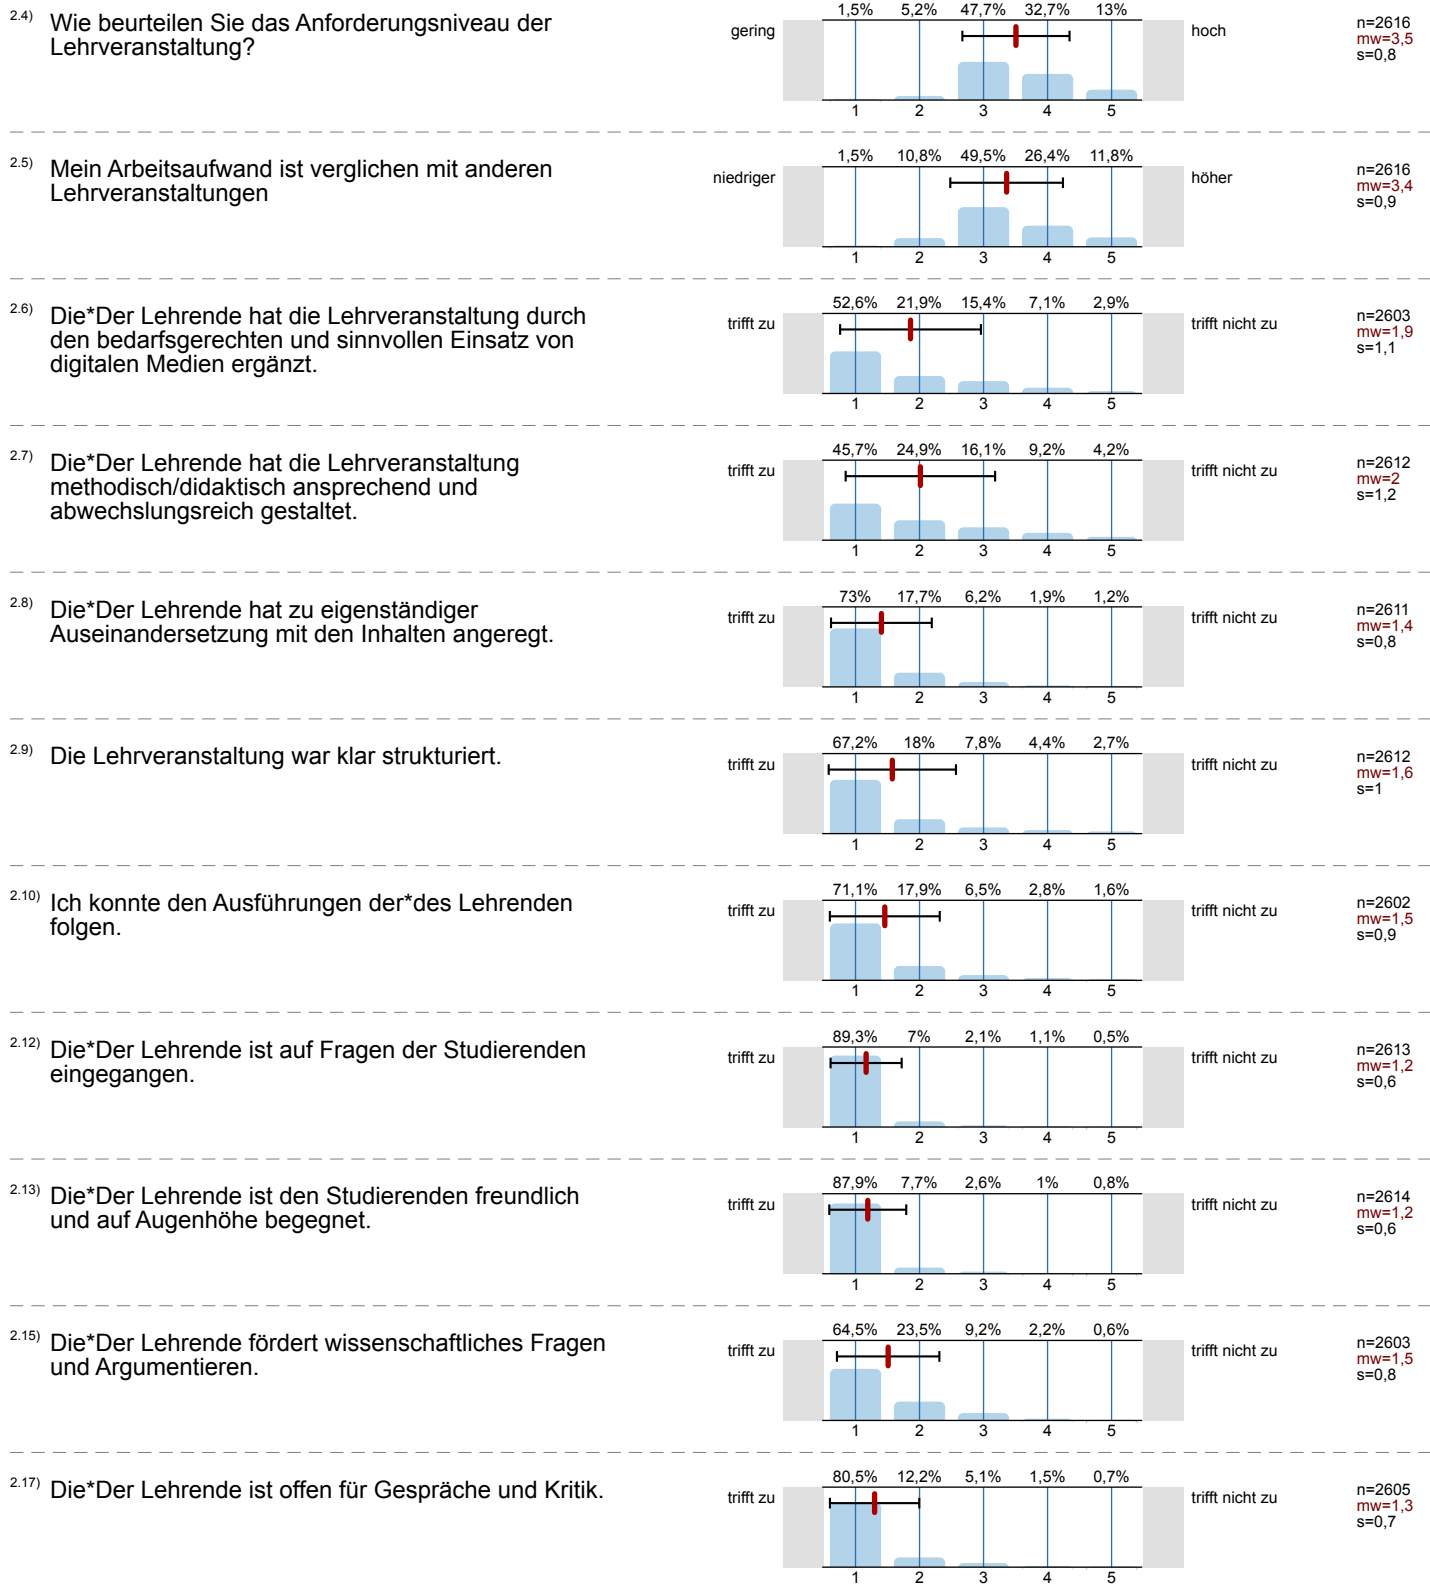 2.4) Wie beurteilen Sie das Anforderungsniveau der
Lehrveranstaltung?
gering
1,5% 5,2% 47,7% 32,7% 13%
1 2 3 4 5
hoch
n=2616
mw=3,5
s=0,8
2.5) Mein Arbeitsaufwand ist verglichen mit anderen
Lehrveranstaltungen
niedriger
1,5% 10,8% 49,5% 26,4% 11,8%
1 2 3 4 5
höher
n=2616
mw=3,4
s=0,9
2.6) Die*Der Lehrende hat die Lehrveranstaltung durch
den bedarfsgerechten und sinnvollen Einsatz von
digitalen Medien ergänzt.
trifft zu
52,6% 21,9% 15,4% 7,1% 2,9%
1 2 3 4 5
trifft nicht zu
n=2603
mw=1,9
s=1,1
2.7) Die*Der Lehrende hat die Lehrveranstaltung
methodisch/didaktisch ansprechend und
abwechslungsreich gestaltet.
trifft zu
45,7% 24,9% 16,1% 9,2% 4,2%
1 2 3 4 5
trifft nicht zu
n=2612
mw=2
s=1,2
2.8) Die*Der Lehrende hat zu eigenständiger
Auseinandersetzung mit den Inhalten angeregt.
trifft zu
73% 17,7% 6,2% 1,9% 1,2%
1 2 3 4 5
trifft nicht zu
n=2611
mw=1,4
s=0,8
2.9) Die Lehrveranstaltung war klar strukturiert.
trifft zu
67,2% 18% 7,8% 4,4% 2,7%
1 2 3 4 5
trifft nicht zu
n=2612
mw=1,6
s=1
2.10) Ich konnte den Ausführungen der*des Lehrenden
folgen.
trifft zu
71,1% 17,9% 6,5% 2,8% 1,6%
1 2 3 4 5
trifft nicht zu
n=2602
mw=1,5
s=0,9
2.12) Die*Der Lehrende ist auf Fragen der Studierenden
eingegangen.
trifft zu
89,3% 7% 2,1% 1,1% 0,5%
1 2 3 4 5
trifft nicht zu
n=2613
mw=1,2
s=0,6
2.13) Die*Der Lehrende ist den Studierenden freundlich
und auf Augenhöhe begegnet.
trifft zu
87,9% 7,7% 2,6% 1% 0,8%
1 2 3 4 5
trifft nicht zu
n=2614
mw=1,2
s=0,6
2.15) Die*Der Lehrende fördert wissenschaftliches Fragen
und Argumentieren.
trifft zu
64,5% 23,5% 9,2% 2,2% 0,6%
1 2 3 4 5
trifft nicht zu
n=2603
mw=1,5
s=0,8
2.17) Die*Der Lehrende ist offen für Gespräche und Kritik.
trifft zu
80,5% 12,2% 5,1% 1,5% 0,7%
1 2 3 4 5
trifft nicht zu
n=2605
mw=1,3
s=0,7